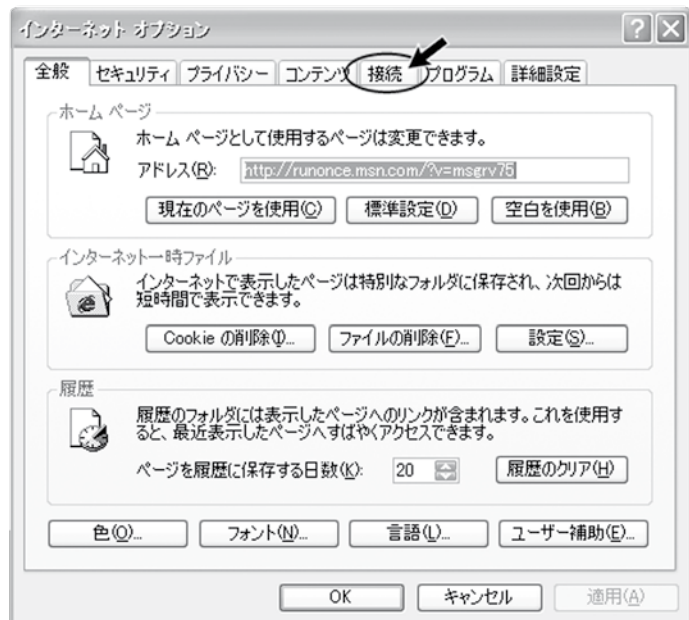 インターネット オプション
全般 セキュリティ プライバシー コンテンツ 接続 プログラム 詳細設定
ホーム ページ
ホーム ページとして使用するページは変更できます。
アドレス(R): http://runonce.msn.com/?v=msgrv75
現在のページを使用(C) 標準設定(D) 空白を使用(B)
インターネット一時ファイル
インターネットで表示したページは特別なフォルダに保存され、次回からは
短時間で表示できます。
Cookie の削除(I)... ファイルの削除(F)... 設定(S)...
履歴
履歴のフォルダには表示したページへのリンクが含まれます。これを使用す
ると、最近表示したページへすばやくアクセスできます。
ページを履歴に保存する日数(K): 20 履歴のクリア(H)
色(O)... フォント(N)... 言語(L)... ユーザー補助(E)...
OK キャンセル 適用(A)